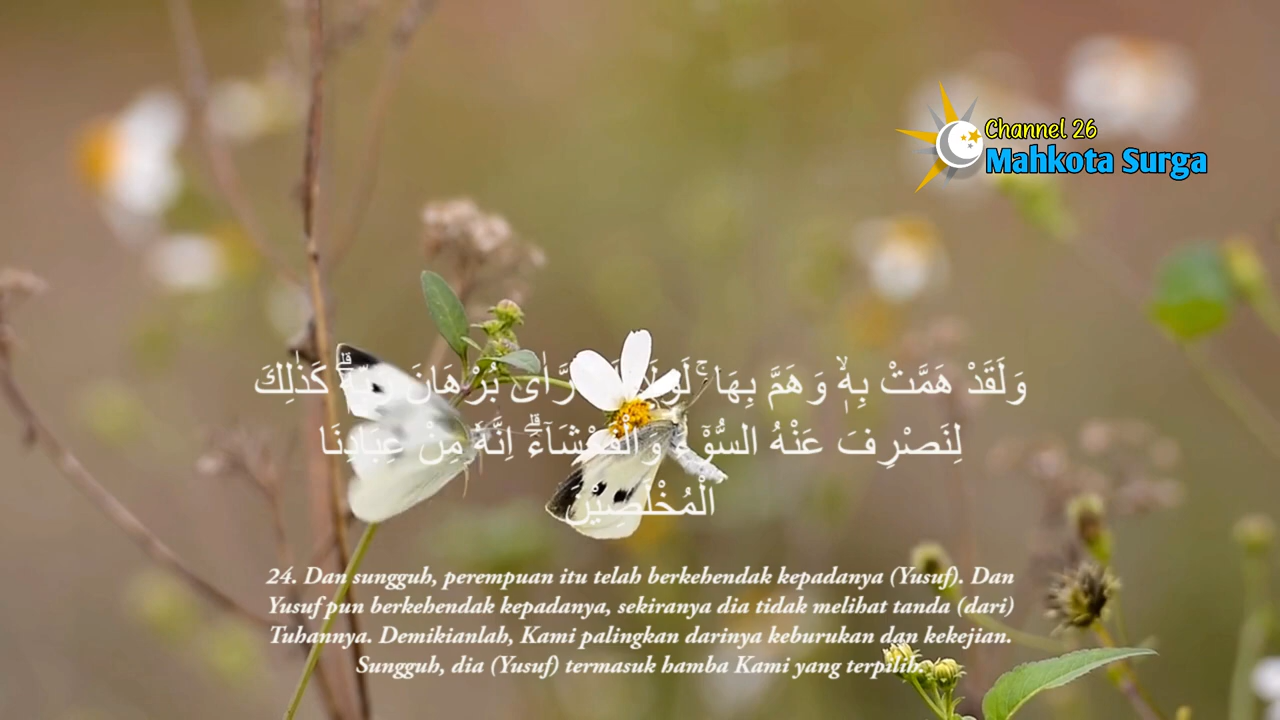 Channel 26
Mahkota Surga
وَلَقَدْ هَمَّتْ بِهٖۙ وَهَمَّ بِهَاۚ لَوْلَآ رَّاٰى بُرْهَانَ كَذٰلِكَ
لِنَصْرِفَ عَنْهُ السُّوْۤءَ وَالْفَحْشَاۤءَۗ اِنَّهٗ مِنْ عِبَادِنَا
الْمُخْلَصِيْنَ
24. Dan sungguh, perempuan itu telah berkehendak kepadanya (Yusuf). Dan
Yusuf pun berkehendak kepadanya, sekiranya dia tidak melihat tanda (dari)
Tuhannya. Demikianlah, Kami palingkan darinya keburukan dan kekejian.
Sungguh, dia (Yusuf) termasuk hamba Kami yang terpilih.